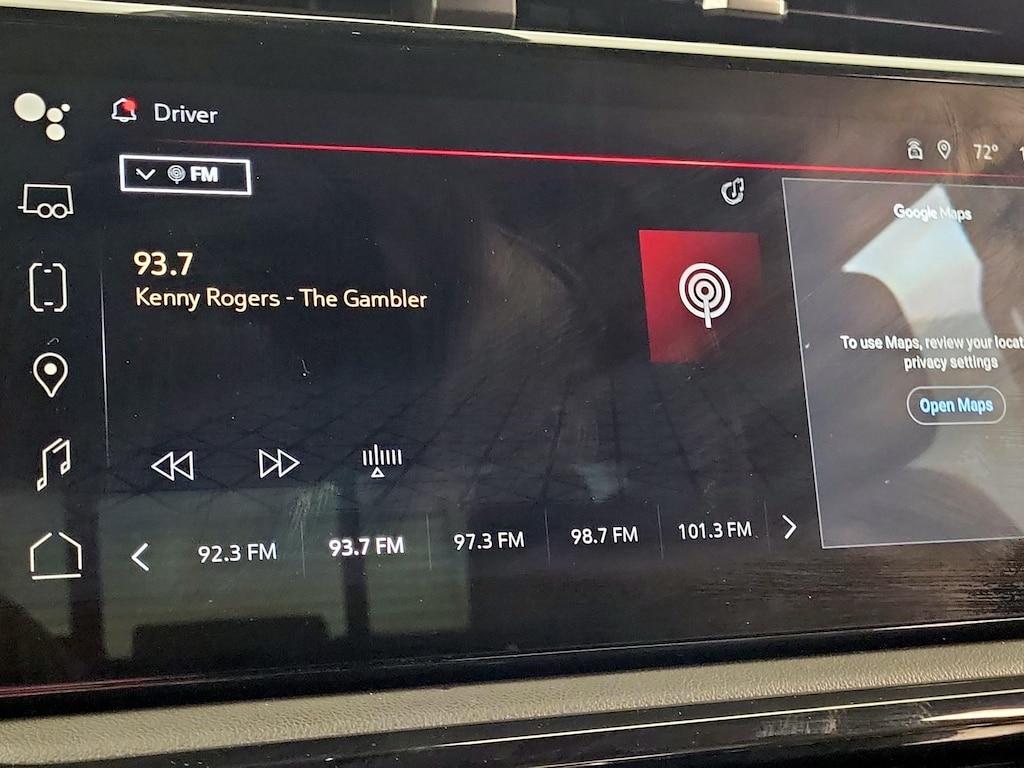 Driver
72°
FM
Google Maps
93.7
Kenny Rogers - The Gambler
To use Maps, review your locat
privacy settings
Open Maps
92.3 FM
93.7 FM
97.3 FM
98.7 FM
101.3 FM